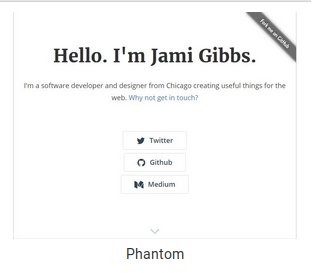 Fork me on GitHub
Hello. I'm Jami Gibbs.
I'm a software developer and designer from Chicago creating useful things for the
web. Why not get in touch?
Twitter
Github
Medium
Phantom